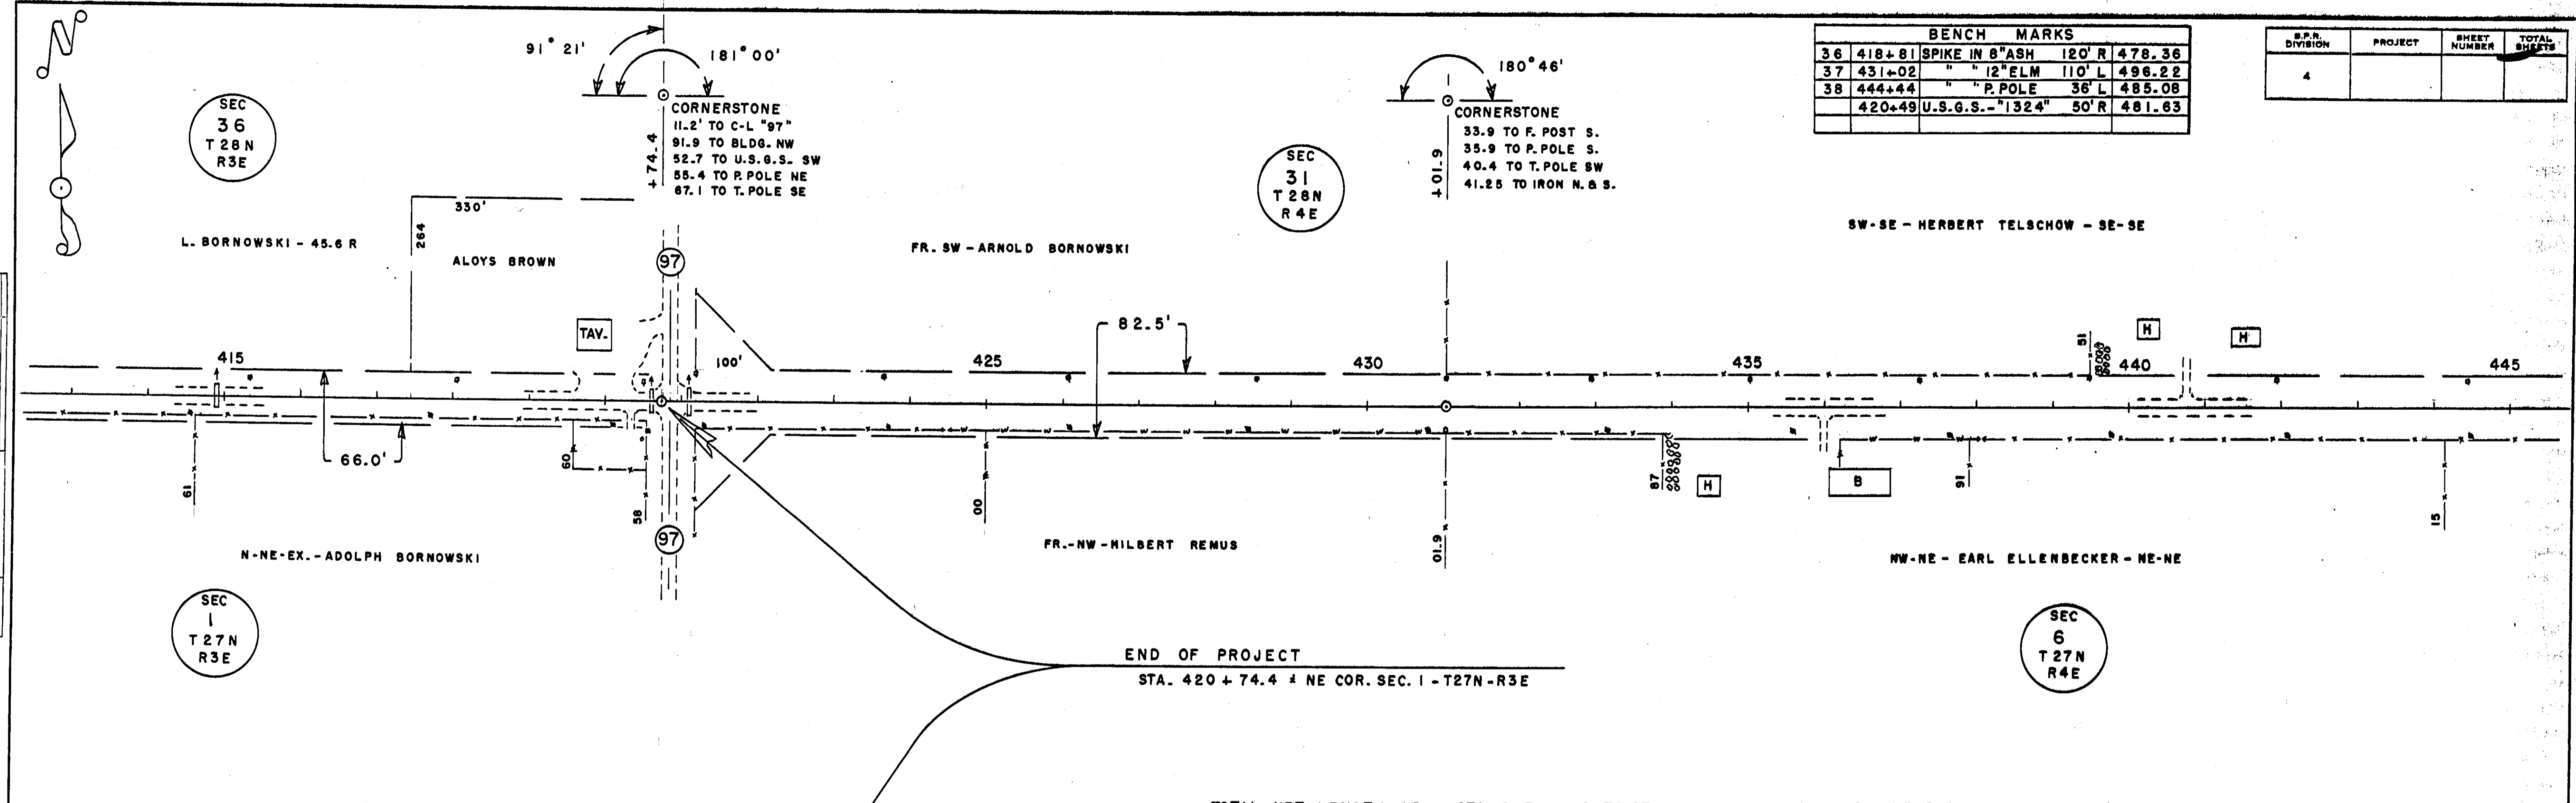 N
S
SEC
36
T 28 N
R3E
91° 21'
181° 00'
CORNERSTONE
11.2' TO C-L "97"
91.9 TO BLDG. NW
52.7 TO U.S.G.S. SW
55.4 TO P. POLE NE
67.1 TO T. POLE SE
+74.4
180° 46'
CORNERSTONE
33.9 TO F. POST S.
35.9 TO P. POLE S.
40.4 TO T. POLE SW
41.25 TO IRON N. & S.
+01.9
SEC
31
T 28N
R 4E
BENCH MARKS
36 418+81 SPIKE IN 8" ASH 120' R 478.36
37 431+02 " " 12" ELM 110' L 496.22
38 444+44 " " P. POLE 36' L 485.08
420+49 U.S.G.S.-"1324" 50' R 481.63
B.P.R. DIVISION PROJECT SHEET NUMBER TOTAL SHEETS
4
L. BORNOWSKI - 45.6 R
330'
264
ALOYS BROWN
97
FR. SW - ARNOLD BORNOWSKI
SW-SE - HERBERT TELSCHOW - SE-SE
TAV.
100'
82.5'
51
H
H
415
425
430
435
440
445
66.0'
61
60
58
97
00
01.9
87
H
B
91
15
N-NE-EX.-ADOLPH BORNOWSKI
FR.-NW-HILBERT REMUS
NW-NE - EARL ELLENBECKER - NE-NE
SEC
1
T 27N
R3E
SEC
6
T 27N
R4E
END OF PROJECT
STA. 420 + 74.4 ± NE COR. SEC. 1 - T27N - R3E